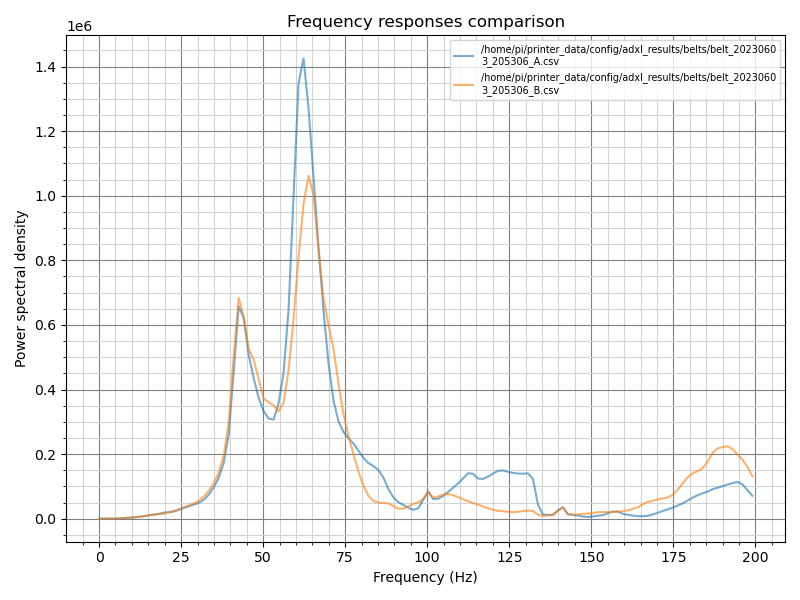 Frequency responses comparison
1e6
/home/pi/printer_data/config/adxl_results/belts/belt_2023060
3_205306_A.csv
/home/pi/printer_data/config/adxl_results/belts/belt_2023060
3_205306_B.csv
1.4
1.2
1.0
0.8
0.6
0.4
0.2
0.0
Power spectral density
0 25 50 75 100 125 150 175 200
Frequency (Hz)